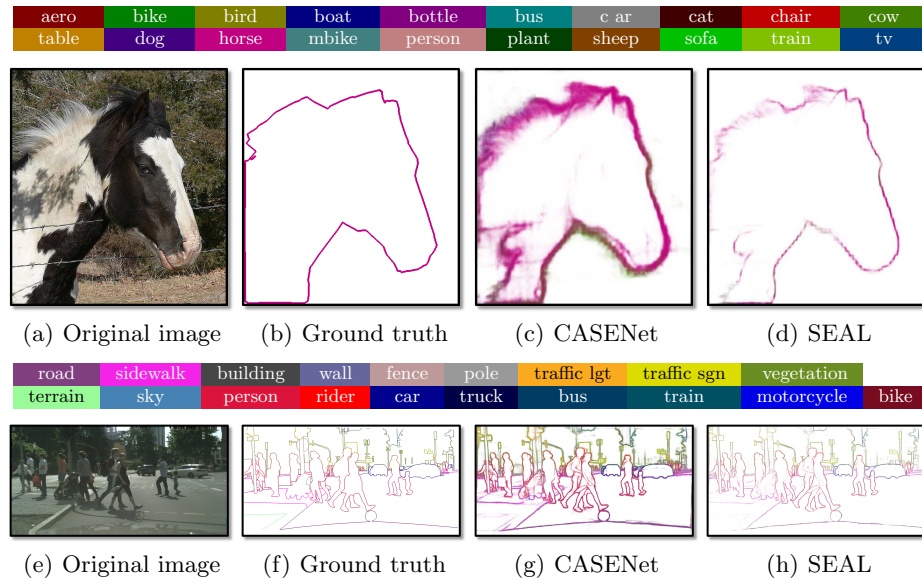 aero bike bird boat bottle bus c ar cat chair cow
table dog horse mbike person plant sheep sofa train tv
(a) Original image (b) Ground truth (c) CASENet (d) SEAL
road sidewalk building wall fence pole traffic lgt traffic sgn vegetation
terrain sky person rider car truck bus train motorcycle bike
(e) Original image (f) Ground truth (g) CASENet (h) SEAL